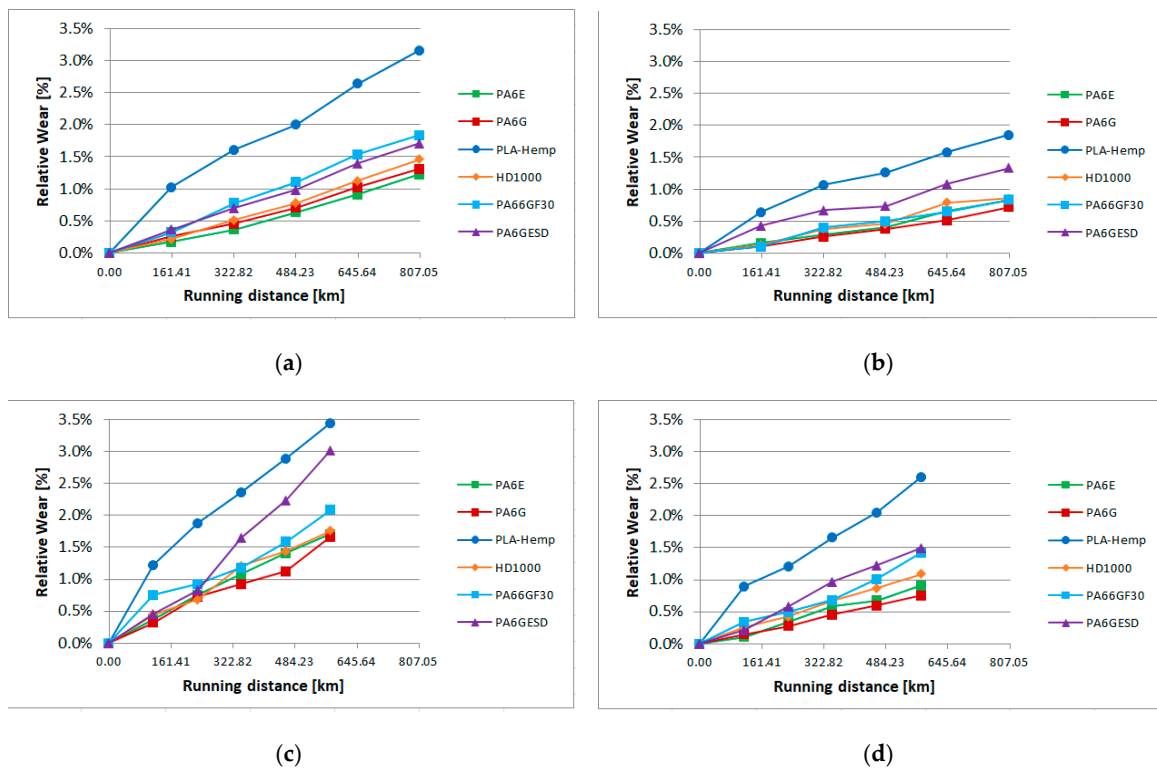 3.5%
3.0%
2.5%
2.0%
1.5%
1.0%
0.5%
0.0%
Relative Wear [%]
0.00 161.41 322.82 484.23 645.64 807.05
Running distance [km]
PA6E
PA6G
PLA-Hemp
HD1000
PA66GF30
PA6GESD
(a)
3.5%
3.0%
2.5%
2.0%
1.5%
1.0%
0.5%
0.0%
Relative Wear [%]
0.00 161.41 322.82 484.23 645.64 807.05
Running distance [km]
PA6E
PA6G
PLA-Hemp
HD1000
PA66GF30
PA6GESD
(b)
3.5%
3.0%
2.5%
2.0%
1.5%
1.0%
0.5%
0.0%
Relative Wear [%]
0.00 161.41 322.82 484.23 645.64 807.05
Running distance [km]
PA6E
PA6G
PLA-Hemp
HD1000
PA66GF30
PA6GESD
(c)
3.5%
3.0%
2.5%
2.0%
1.5%
1.0%
0.5%
0.0%
Relative Wear [%]
0.00 161.41 322.82 484.23 645.64 807.05
Running distance [km]
PA6E
PA6G
PLA-Hemp
HD1000
PA66GF30
PA6GESD
(d)